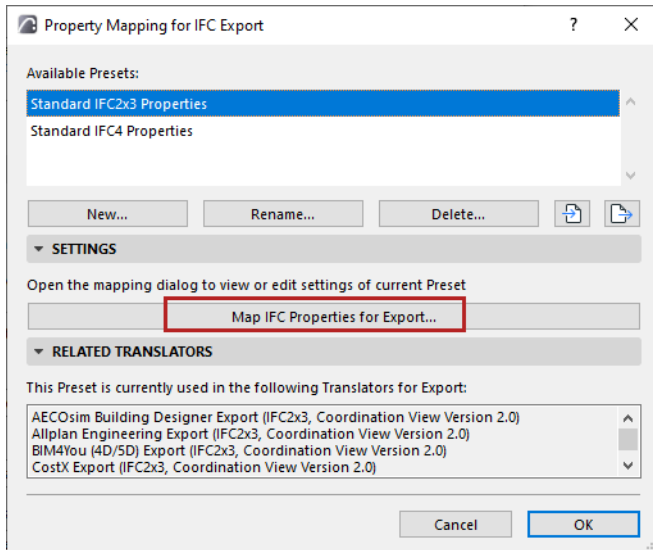 Property Mapping for IFC Export
?
Available Presets:
Standard IFC2x3 Properties
Standard IFC4 Properties
New...
Rename...
Delete...
SETTINGS
Open the mapping dialog to view or edit settings of current Preset
Map IFC Properties for Export...
RELATED TRANSLATORS
This Preset is currently used in the following Translators for Export:
AECOsim Building Designer Export (IFC2x3, Coordination View Version 2.0)
Allplan Engineering Export (IFC2x3, Coordination View Version 2.0)
BIM4You (4D/5D) Export (IFC2x3, Coordination View Version 2.0)
CostX Export (IFC2x3, Coordination View Version 2.0)
Cancel
OK